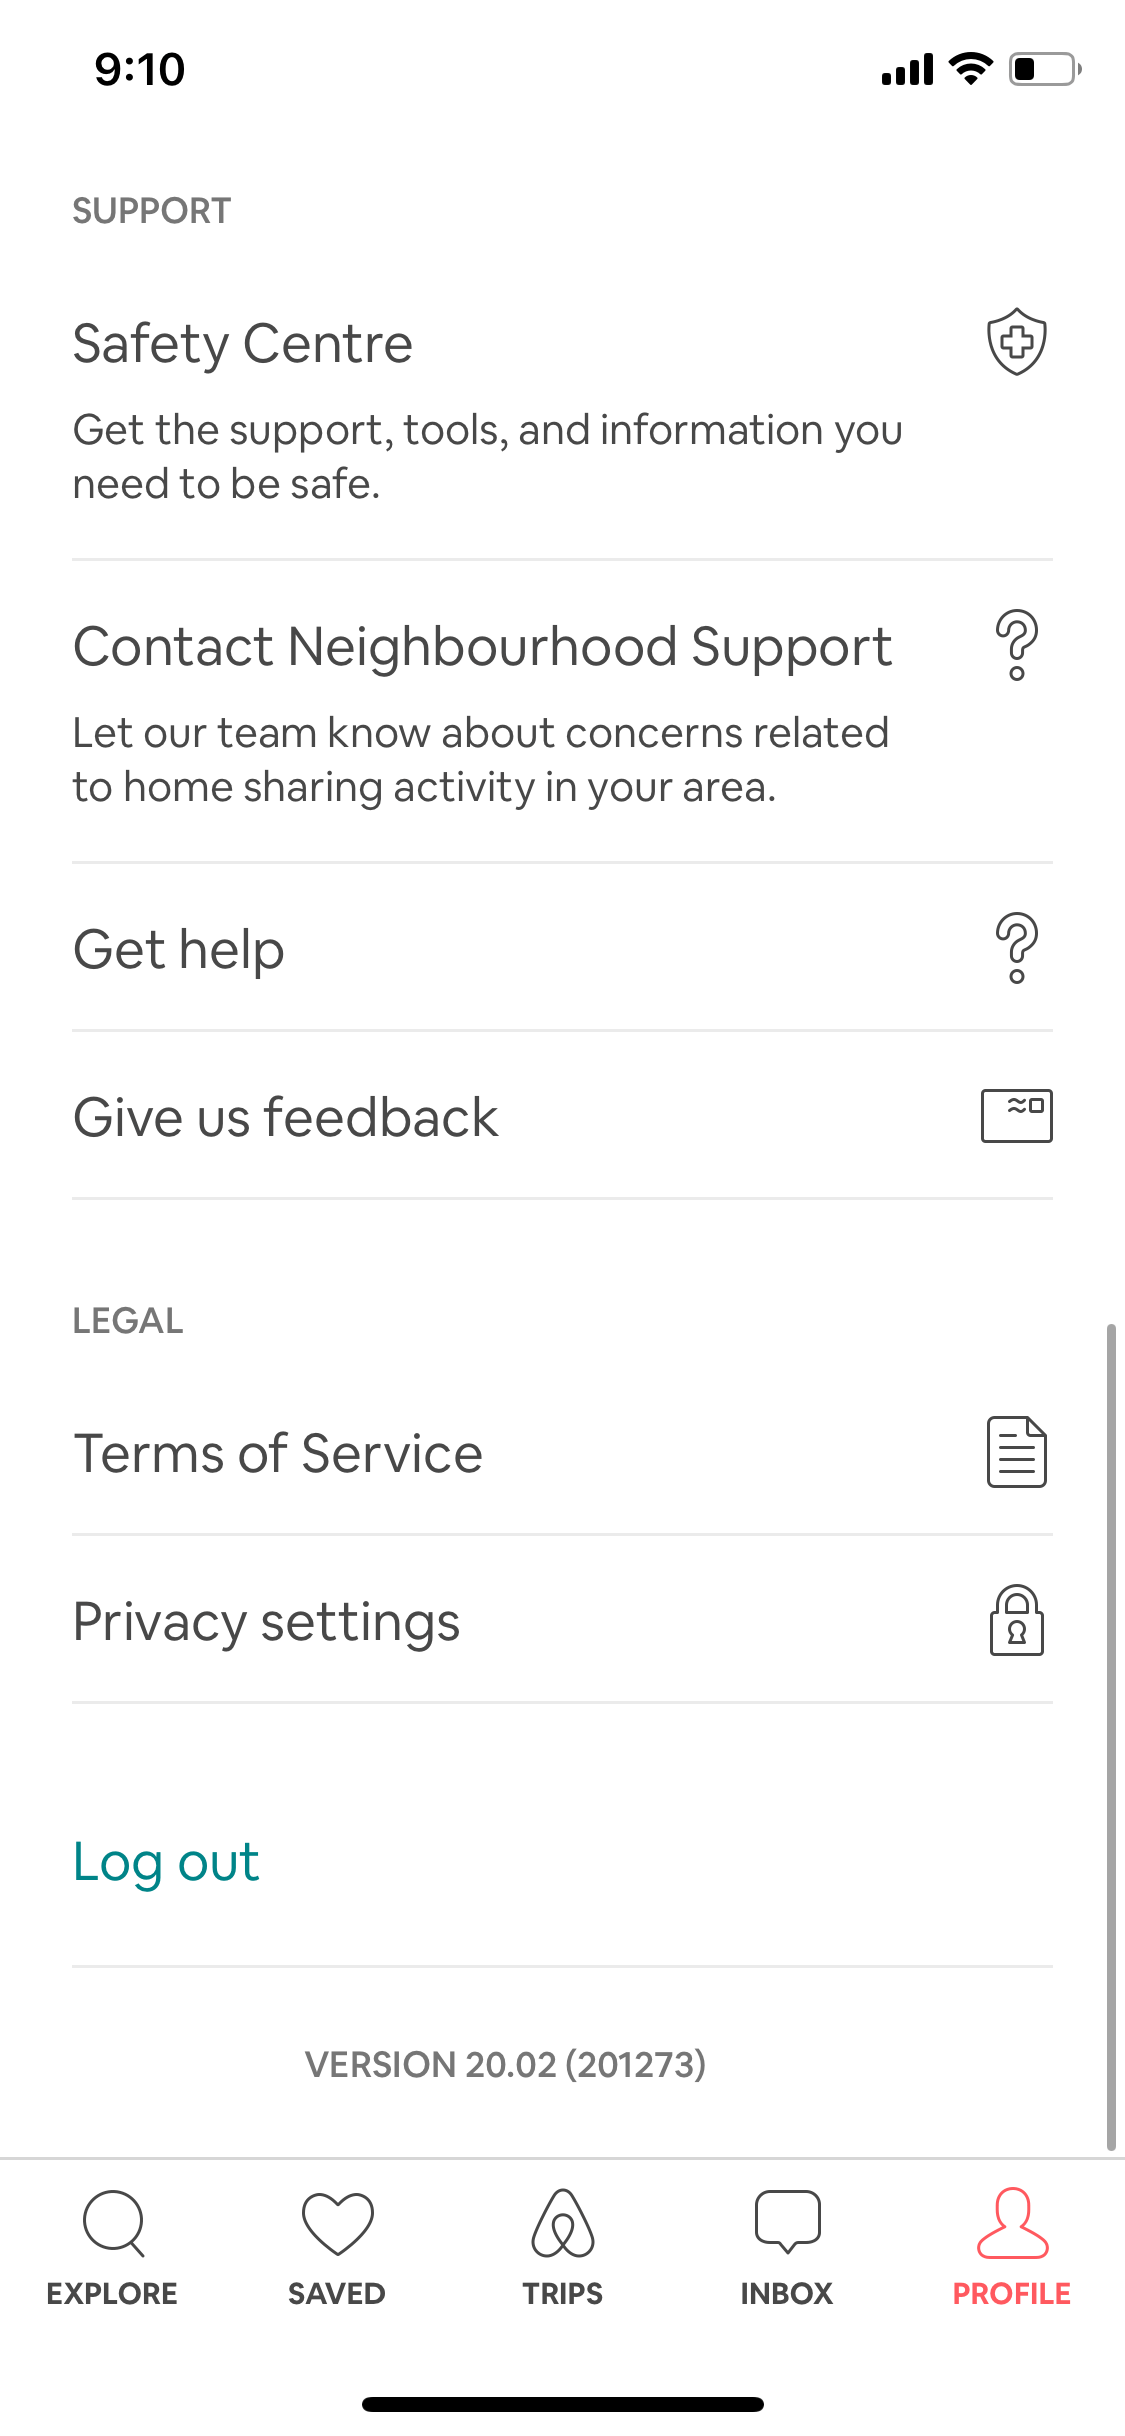 9:10
SUPPORT
Safety Centre
Get the support, tools, and information you
need to be safe.
Contact Neighbourhood Support
Let our team know about concerns related
to home sharing activity in your area.
Get help
Give us feedback
LEGAL
Terms of Service
Privacy settings
Log out
VERSION 20.02 (201273)
EXPLORE
SAVED
TRIPS
INBOX
PROFILE